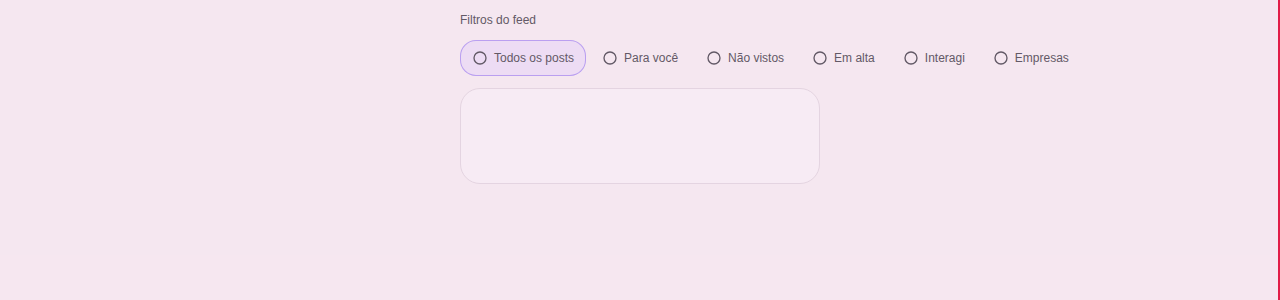 Filtros do feed
Todos os posts Para você Não vistos Em alta Interagi Empresas